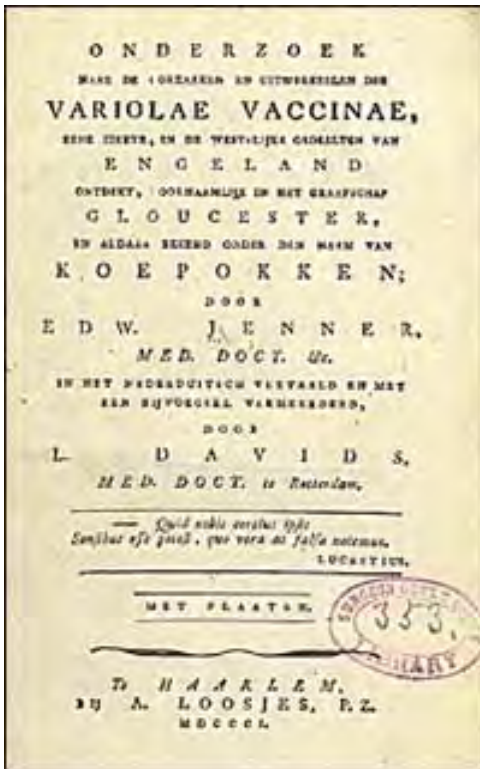 ONDERZOEK
NAAR DE OORZAKEN EN UITWERKSELEN DER
VARIOLAE VACCINAE,
EENE ZIEKTE, IN DE WESTELIJKE GEDEELTEN VAN
ENGELAND
ONTDEKT, VOORNAAMLIJK IN HET GRAAFSCHAP
GLOUCESTER,
EN ALDAAR BEKEND ONDER DEN NAAM VAN
KOEPOKKEN;
DOOR
EDW. JENNER,
MED. DOCT. &c.
IN HET NEDERDUITSCH VERTAALD EN MET
EEN BIJVOEGSEL VERMEERDERD,
DOOR
L. DAVIDS,
MED. DOCT. te Rotterdam.
— Quid nobis certius ipsis
Sensibus esse potest, quo vera ac falsa notemus.
LUCRETIUS.
MET PLAATEN.
353.
LIBRARY
Te HAARLEM,
BIJ A. LOOSJES, P.Z.
MDCCCI.